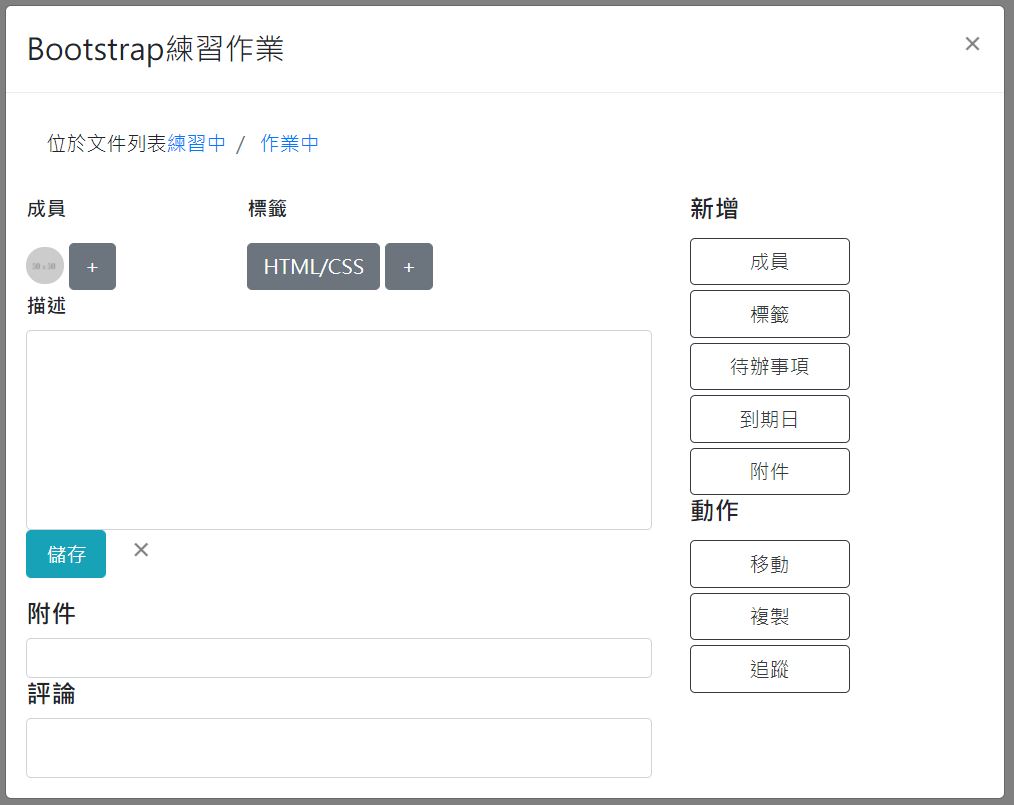 Bootstrap練習作業
×
位於文件列表練習中 / 作業中
成員
標籤
50 x 50
+
HTML/CSS
+
描述
儲存
×
附件
評論
新增
成員
標籤
待辦事項
到期日
附件
動作
移動
複製
追蹤